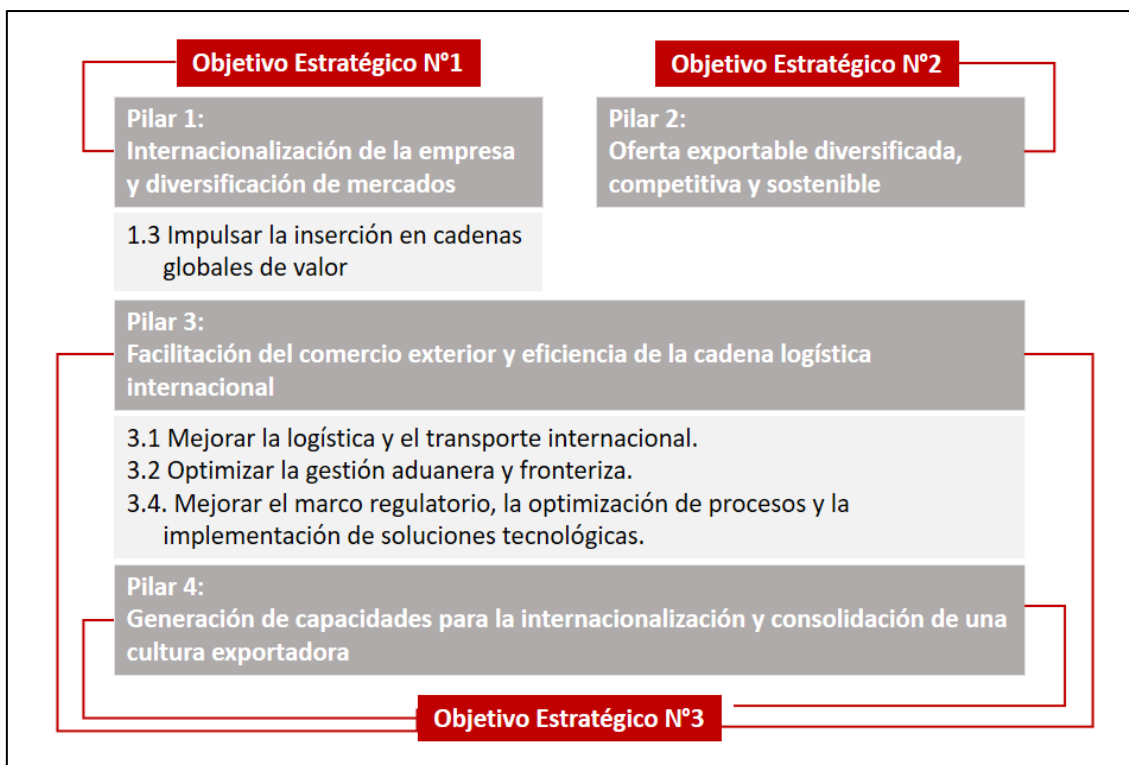 Objetivo Estratégico N°1
Objetivo Estratégico N°2
Pilar 1:
Internacionalización de la empresa
y diversificación de mercados
Pilar 2:
Oferta exportable diversificada,
competitiva y sostenible
1.3 Impulsar la inserción en cadenas
globales de valor
Pilar 3:
Facilitación del comercio exterior y eficiencia de la cadena logística
internacional
3.1 Mejorar la logística y el transporte internacional.
3.2 Optimizar la gestión aduanera y fronteriza.
3.4. Mejorar el marco regulatorio, la optimización de procesos y la
implementación de soluciones tecnológicas.
Pilar 4:
Generación de capacidades para la internacionalización y consolidación de una
cultura exportadora
Objetivo Estratégico N°3